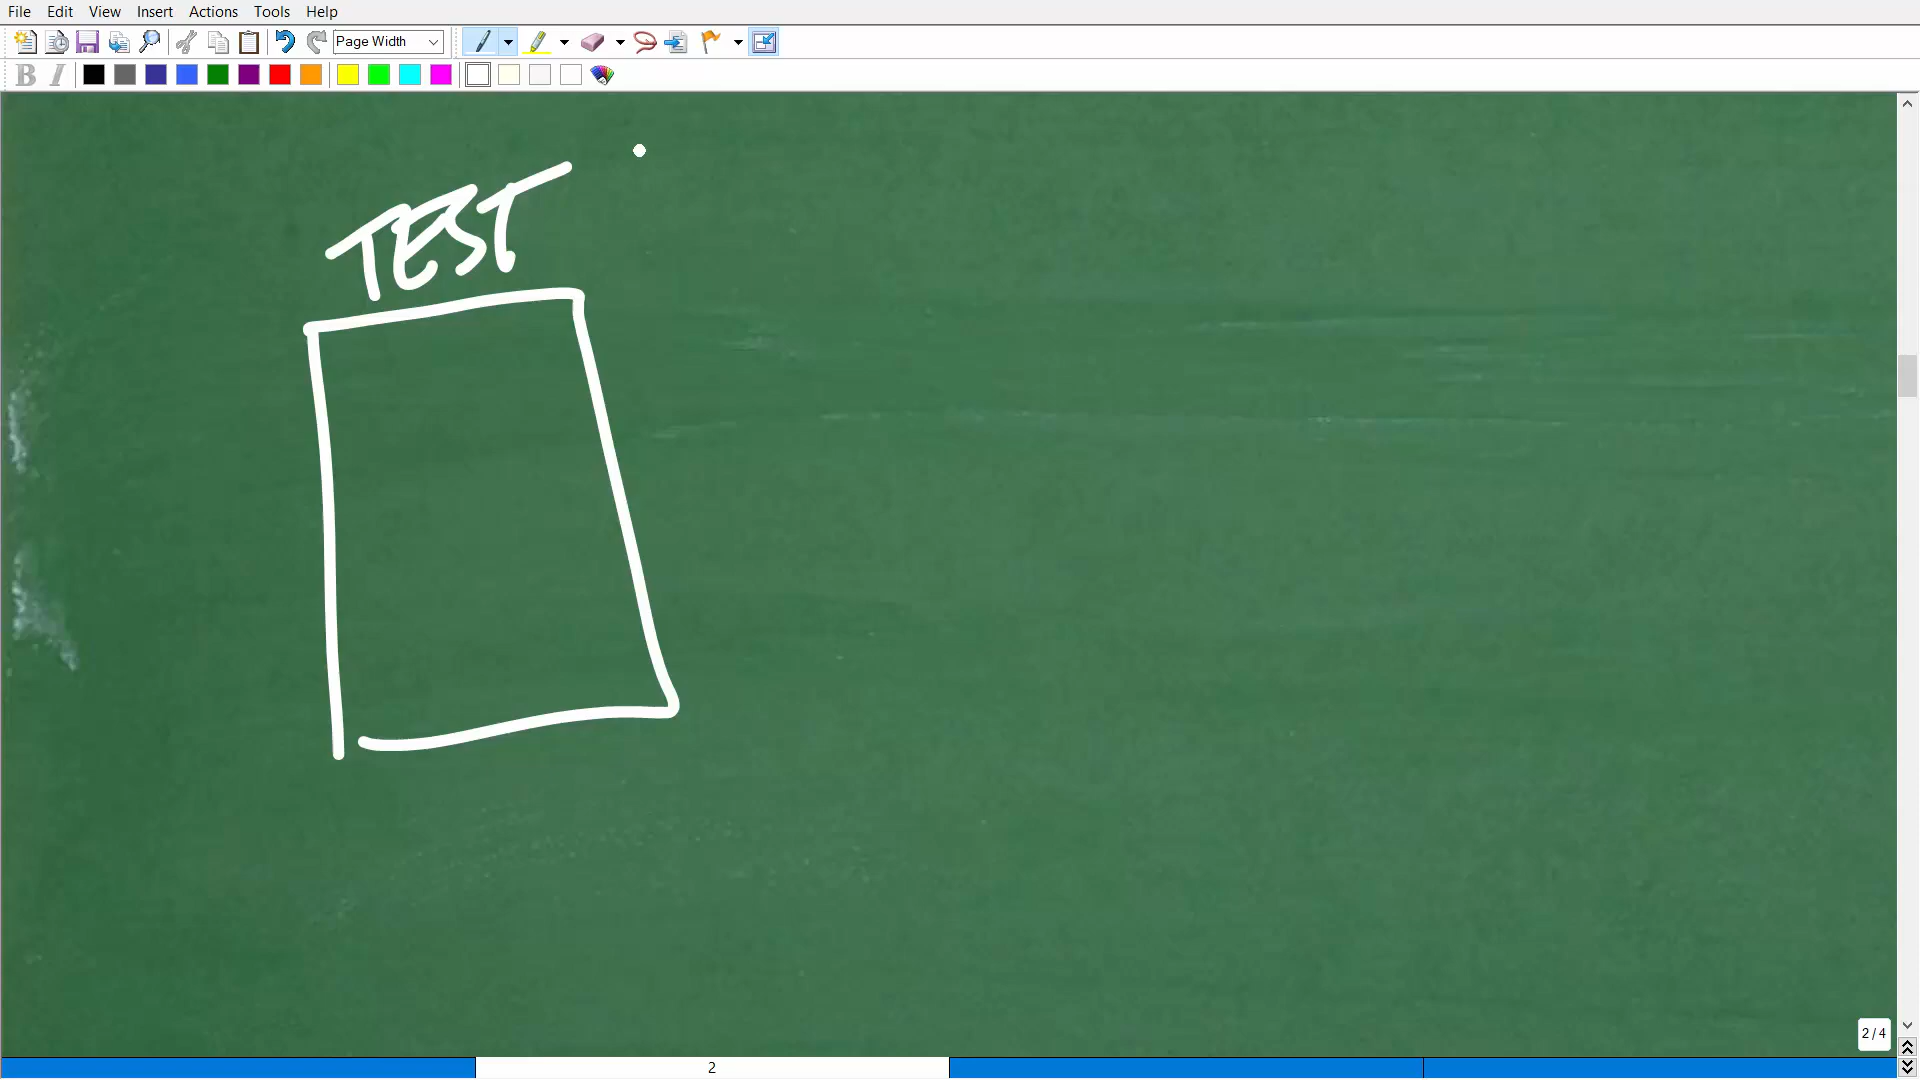 File Edit View Insert Actions Tools Help
Page Width
B I
TEST
2 / 4
2